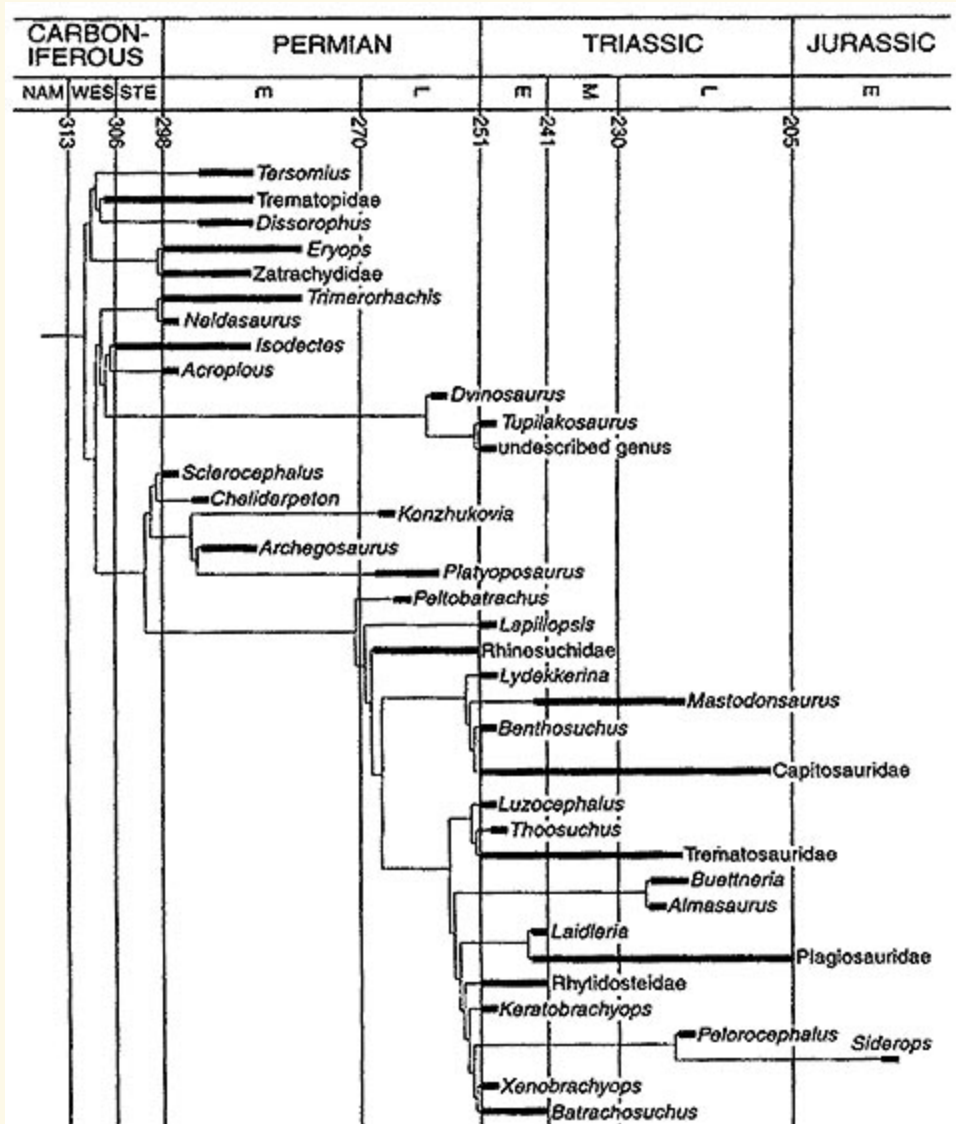 CARBON-
IFEROUS
PERMIAN
TRIASSIC
JURASSIC
NAM WES STE E L E M L E
313 306 298 270 251 241 230 205
Tersomius
Trematopidae
Dissorophus
Eryops
Zatrachydidae
Trimerorhachis
Neldasaurus
Isodectes
Acroplous
Dvinosaurus
Tupilakosaurus
undescribed genus
Sclerocephalus
Cheliderpeton
Konzhukovia
Archegosaurus
Platyoposaurus
Peltobatrachus
Lapillopsis
Rhinesuchidae
Lydekkerina
Mastodonsaurus
Benthosuchus
Capitosauridae
Luzocephalus
Thoosuchus
Trematosauridae
Buettneria
Almasaurus
Laidleria
Plagiosauridae
Rhytidosteidae
Keratobrachyops
Pelorocephalus
Siderops
Xenobrachyops
Batrachosuchus